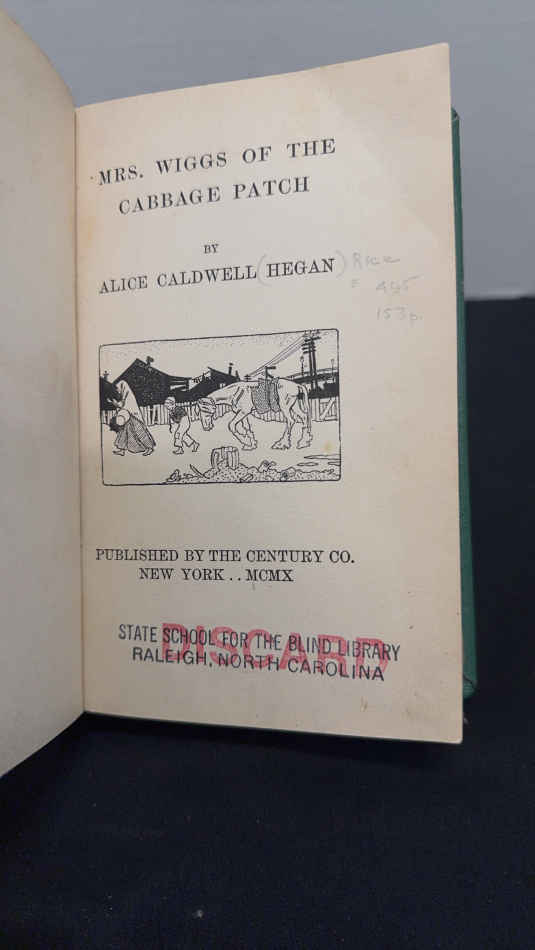 MRS. WIGGS OF THE
CABBAGE PATCH
BY
ALICE CALDWELL (HEGAN) Rice
153p.
PUBLISHED BY THE CENTURY CO.
NEW YORK .. MCMX
DISCARD
STATE SCHOOL FOR THE BLIND LIBRARY
RALEIGH, NORTH CAROLINA